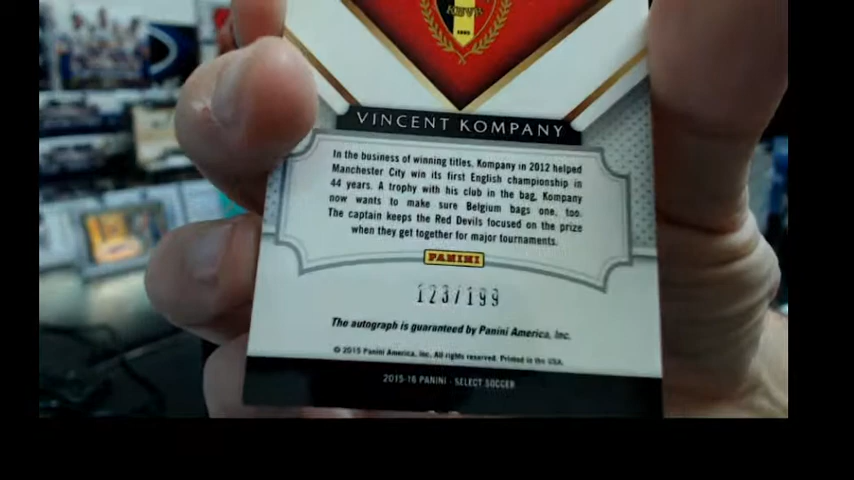 KBVB
1895
VINCENT KOMPANY
In the business of winning titles, Kompany in 2012 helped
Manchester City win its first English championship in
44 years. A trophy with his club in the bag, Kompany
now wants to make sure Belgium bags one, too.
The captain keeps the Red Devils focused on the prize
when they get together for major tournaments.
PANINI
123/199
The autograph is guaranteed by Panini America, Inc.
© 2015 Panini America, Inc. All rights reserved. Printed in the USA.
2015-16 PANINI - SELECT SOCCER